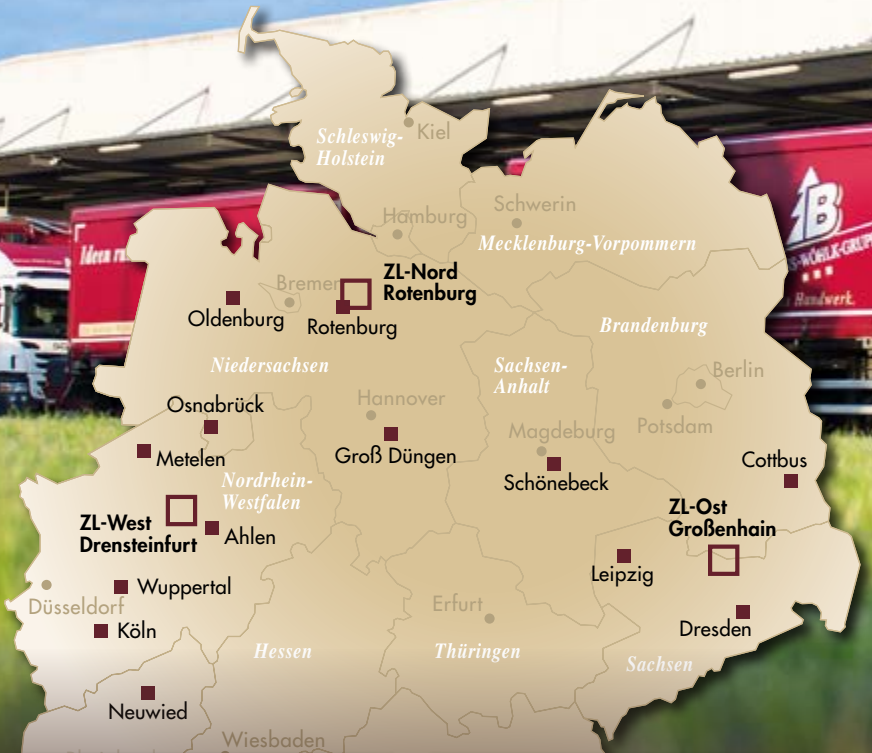 Kiel
Schleswig-
Holstein
Schwerin
Hamburg
Mecklenburg-Vorpommern
B
Ideen
S-WÖHLK-GRUP
Handwerk.
ZL-Nord
Rotenburg
Bremen
Oldenburg
Rotenburg
Brandenburg
Niedersachsen
Sachsen-
Anhalt
Berlin
Hannover
Osnabrück
Potsdam
Magdeburg
Groß Düngen
Metelen
Cottbus
Schönebeck
Nordrhein-
Westfalen
ZL-West
Drensteinfurt
Ahlen
ZL-Ost
Großenhain
Leipzig
Wuppertal
Düsseldorf
Erfurt
Köln
Dresden
Hessen
Thüringen
Sachsen
Neuwied
Wiesbaden